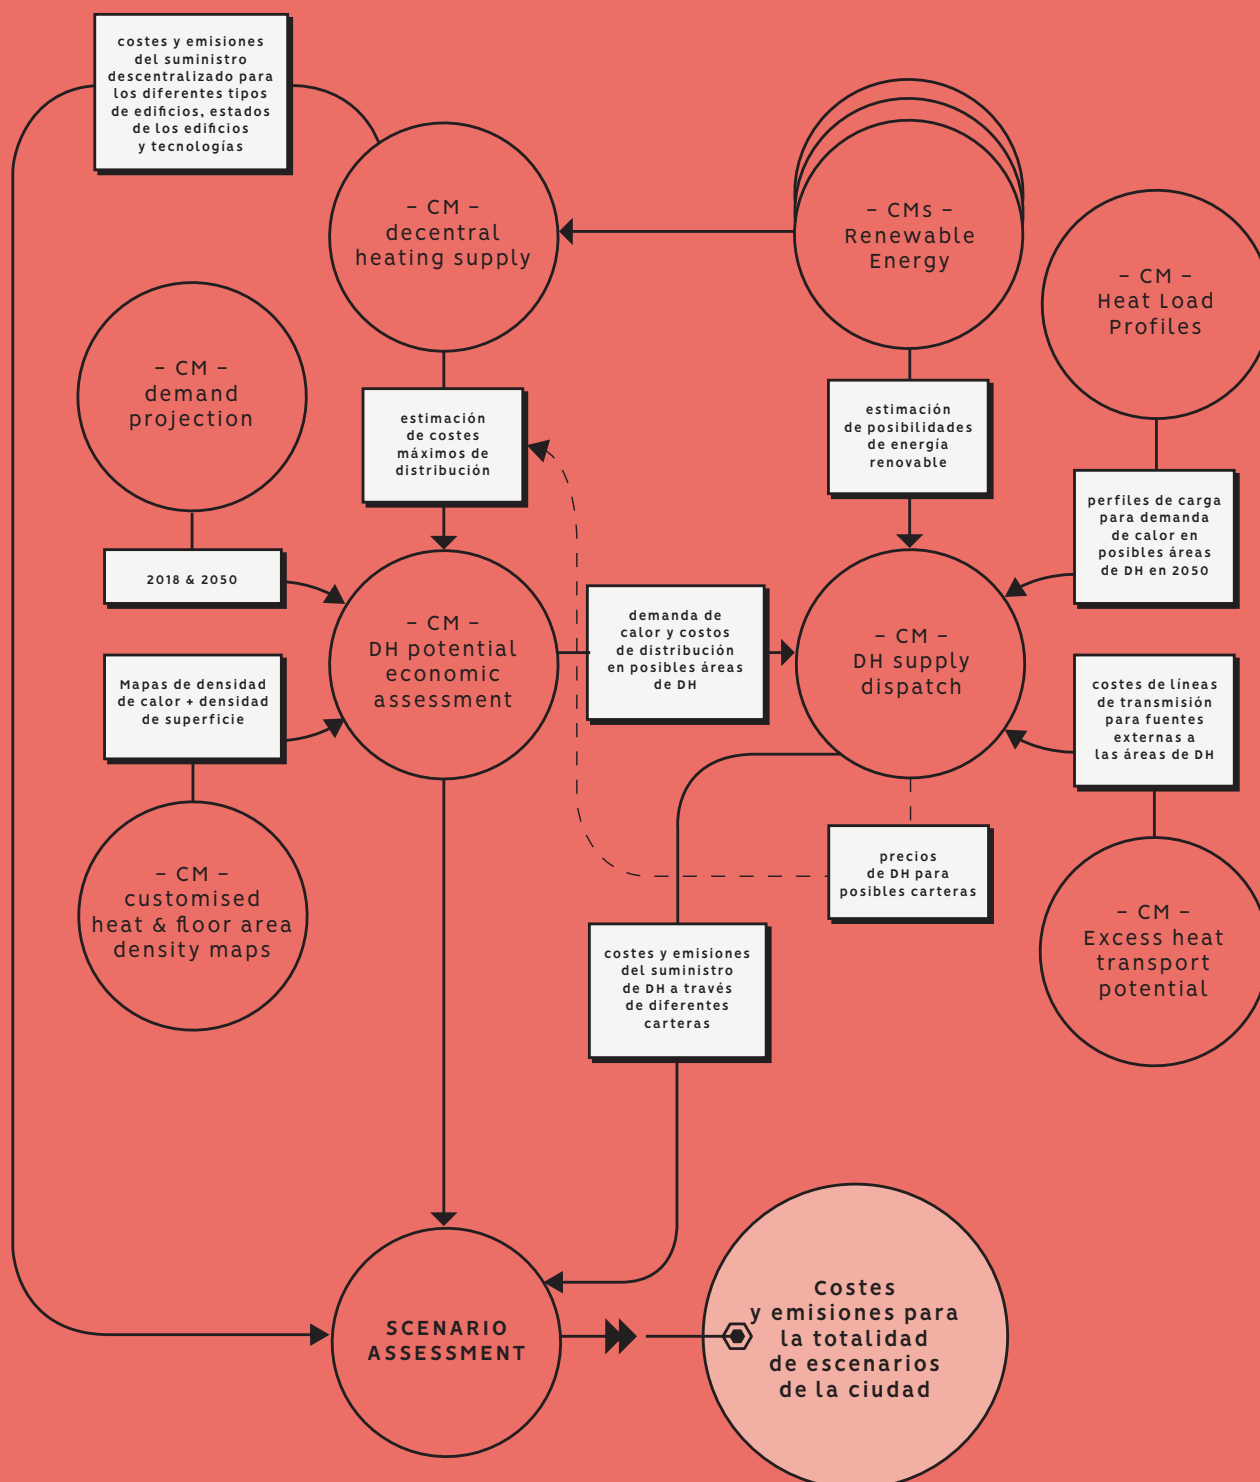 costes y emisiones
del suministro
descentralizado para
los diferentes tipos
de edificios, estados
de los edificios
y tecnologías
– CM –
decentral
heating supply
– CMs –
Renewable
Energy
– CM –
Heat Load
Profiles
– CM –
demand
projection
estimación
de costes
máximos de
distribución
estimación
de posibilidades
de energía
renovable
perfiles de carga
para demanda
de calor en
posibles áreas
de DH en 2050
2018 & 2050
– CM –
DH potential
economic
assessment
demanda de
calor y costos
de distribución
en posibles áreas
de DH
– CM –
DH supply
dispatch
Mapas de densidad
de calor + densidad
de superficie
costes de líneas
de transmisión
para fuentes
externas a
las áreas de DH
– CM –
customised
heat & floor area
density maps
precios
de DH para
posibles carteras
– CM –
Excess heat
transport
potential
costes y emisiones
del suministro
de DH a través
de diferentes
carteras
SCENARIO
ASSESSMENT
Costes
y emisiones para
la totalidad
de escenarios
de la ciudad